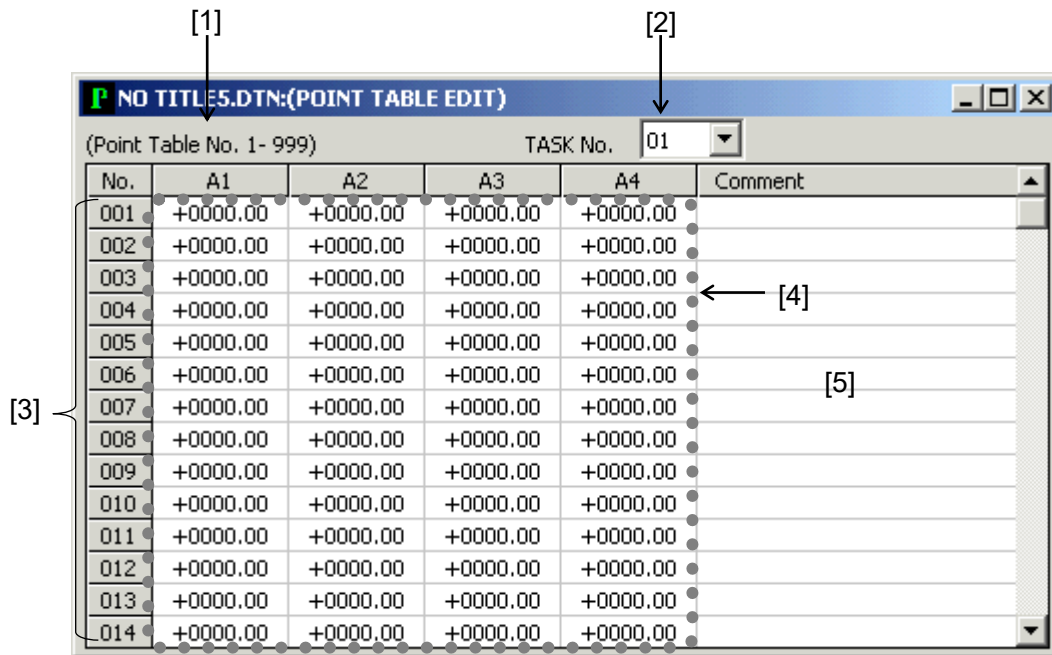 [1] [2]
P NO TITLE5.DTN:(POINT TABLE EDIT)
(Point Table No. 1- 999) TASK No. 01
No. A1 A2 A3 A4 Comment
001 +0000.00 +0000.00 +0000.00 +0000.00
002 +0000.00 +0000.00 +0000.00 +0000.00
003 +0000.00 +0000.00 +0000.00 +0000.00
[4]
004 +0000.00 +0000.00 +0000.00 +0000.00
005 +0000.00 +0000.00 +0000.00 +0000.00
006 +0000.00 +0000.00 +0000.00 +0000.00
[5]
[3] 007 +0000.00 +0000.00 +0000.00 +0000.00
008 +0000.00 +0000.00 +0000.00 +0000.00
009 +0000.00 +0000.00 +0000.00 +0000.00
010 +0000.00 +0000.00 +0000.00 +0000.00
011 +0000.00 +0000.00 +0000.00 +0000.00
012 +0000.00 +0000.00 +0000.00 +0000.00
013 +0000.00 +0000.00 +0000.00 +0000.00
014 +0000.00 +0000.00 +0000.00 +0000.00